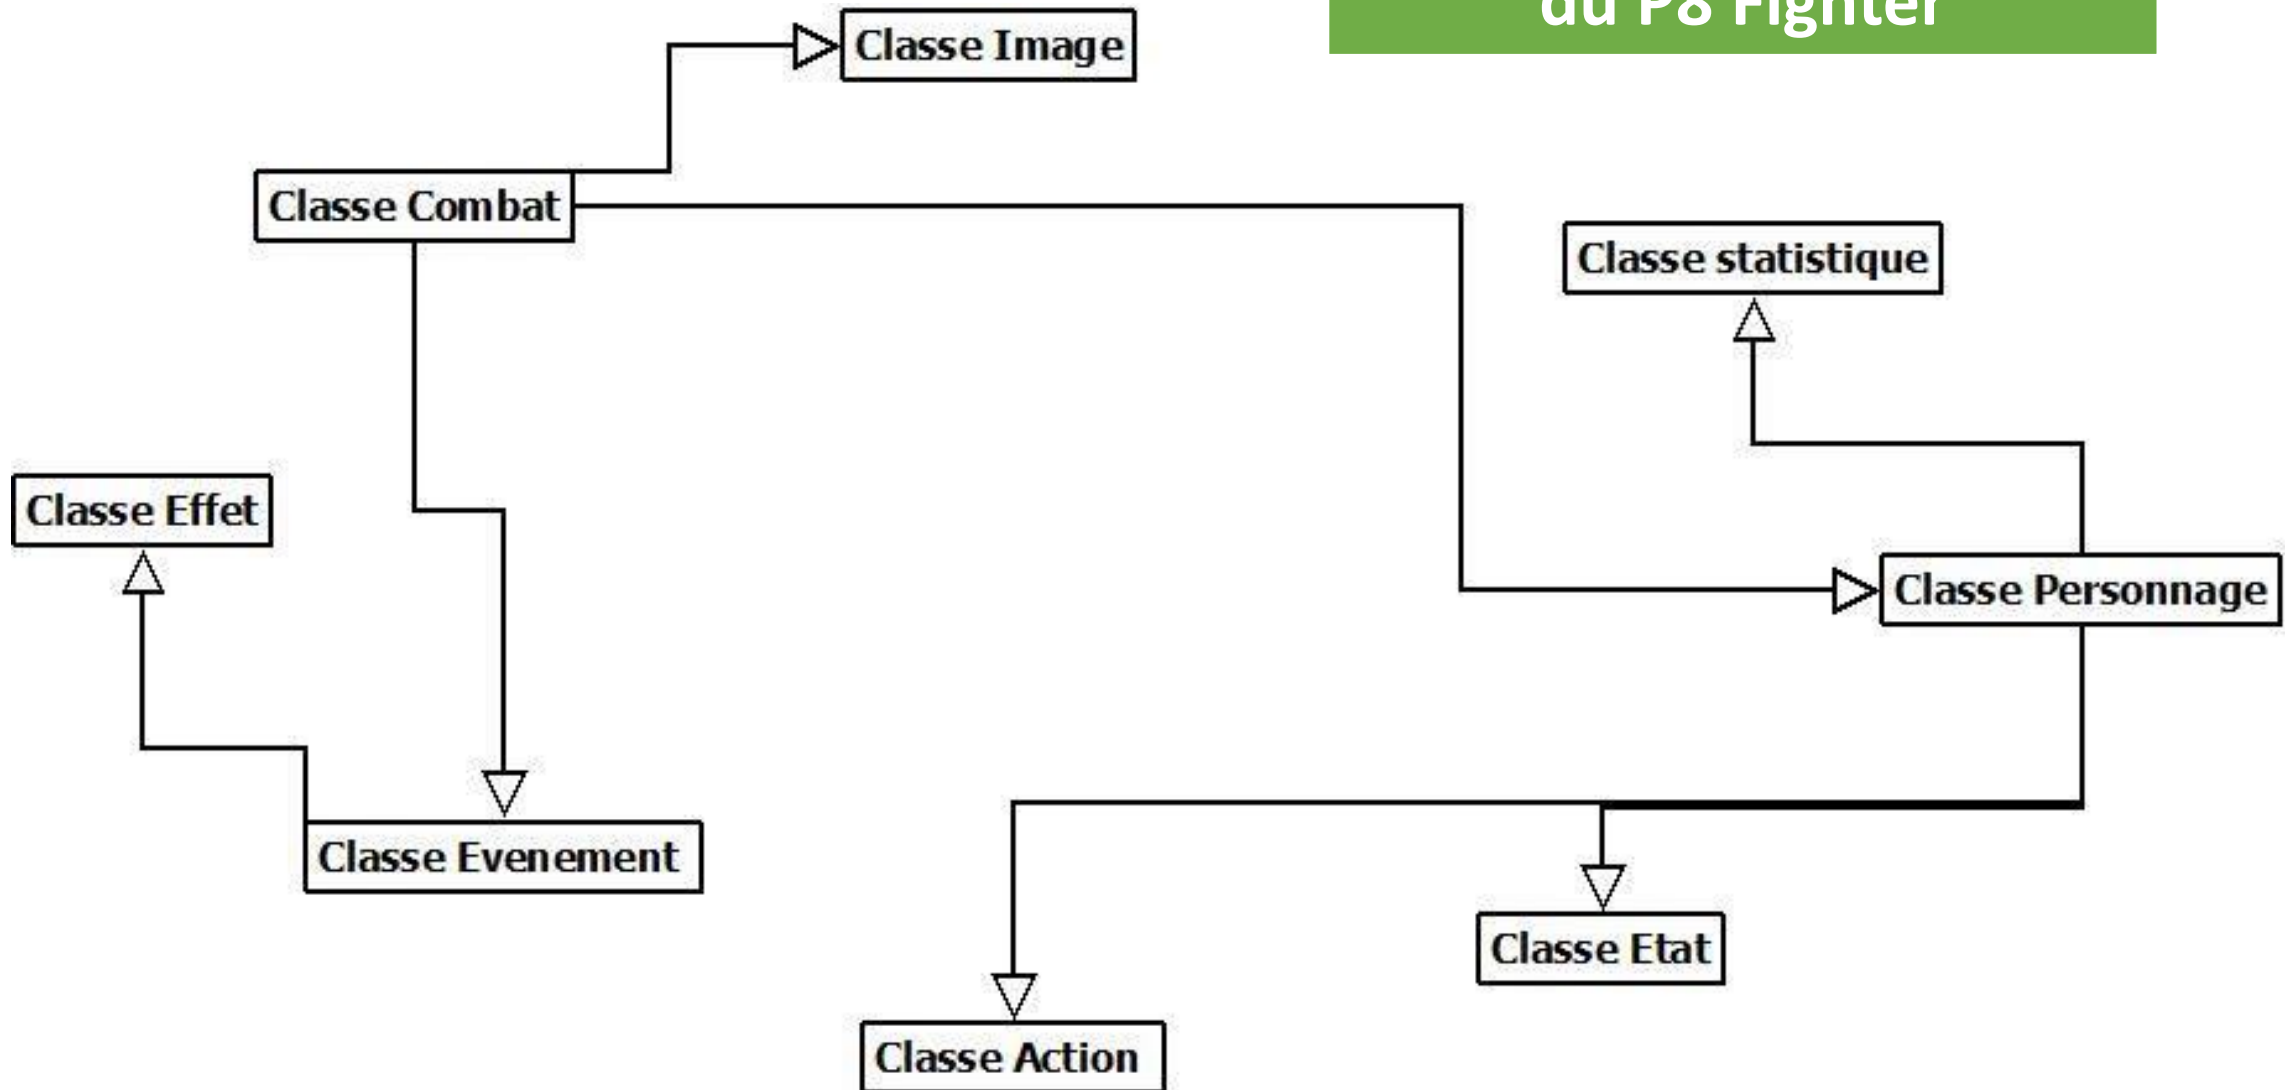 du P8 Fighter
Classe Image
Classe Combat
Classe statistique
Classe Effet
Classe Personnage
Classe Evenement
Classe Etat
Classe Action